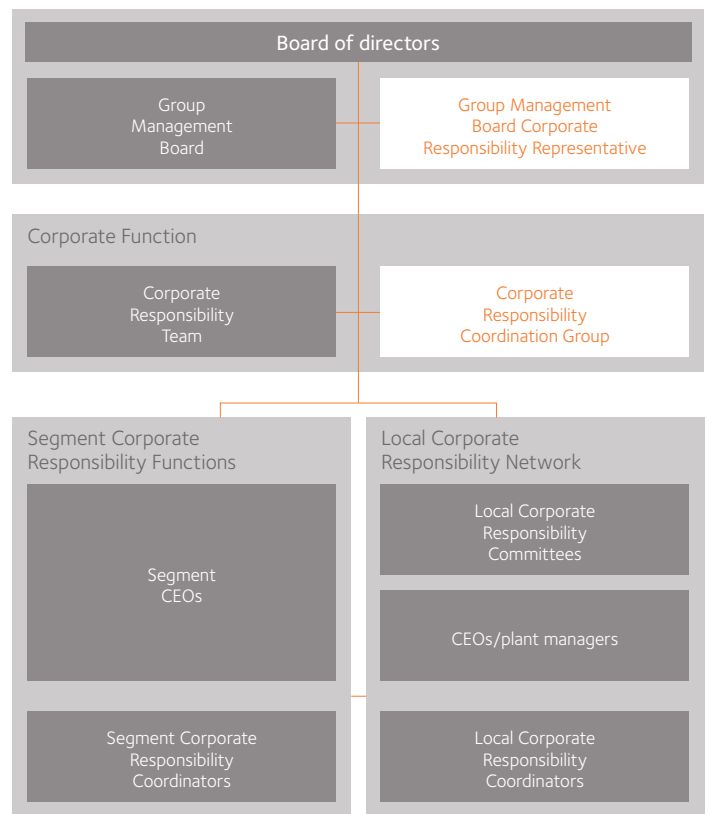 Board of directors
Group
Management
Board
Group Management
Board Corporate
Responsibility Representative
Corporate Function
Corporate
Responsibility
Team
Corporate
Responsibility
Coordination Group
Segment Corporate
Responsibility Functions
Segment
CEOs
Segment Corporate
Responsibility
Coordinators
Local Corporate
Responsibility Network
Local Corporate
Responsibility
Committees
CEOs/plant managers
Local Corporate
Responsibility
Coordinators